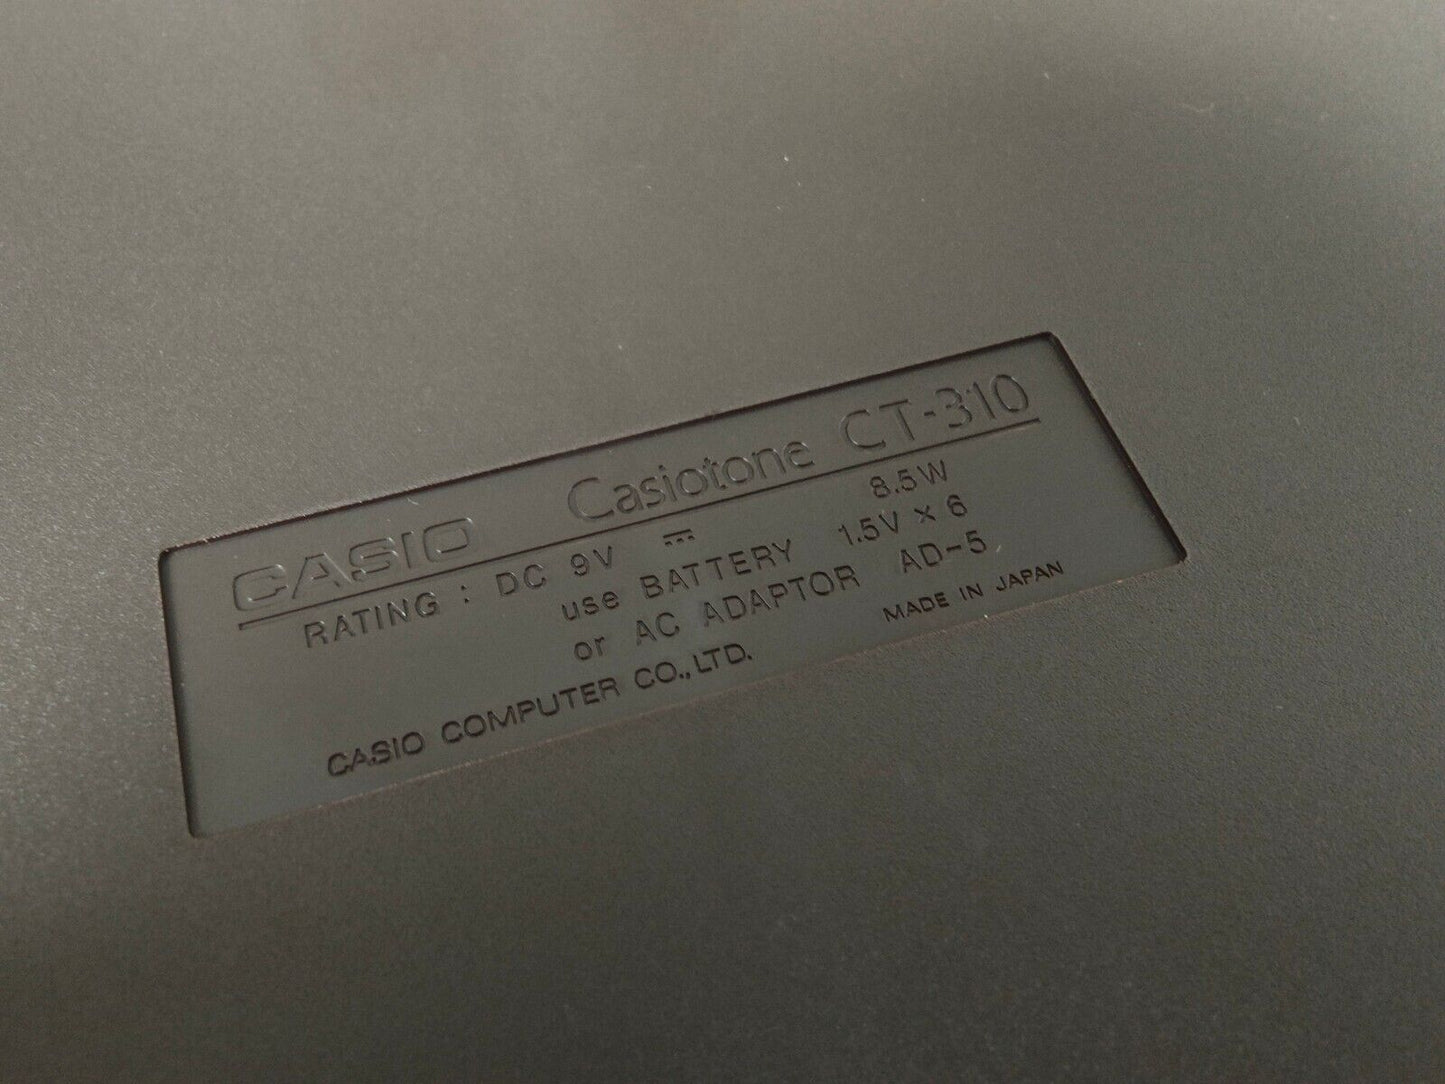 CASIO Casiotone CT-310
RATING : DC 9V ⎓ 8.5W
use BATTERY 1.5V × 6
or AC ADAPTOR AD-5
CASIO COMPUTER CO.,LTD. MADE IN JAPAN